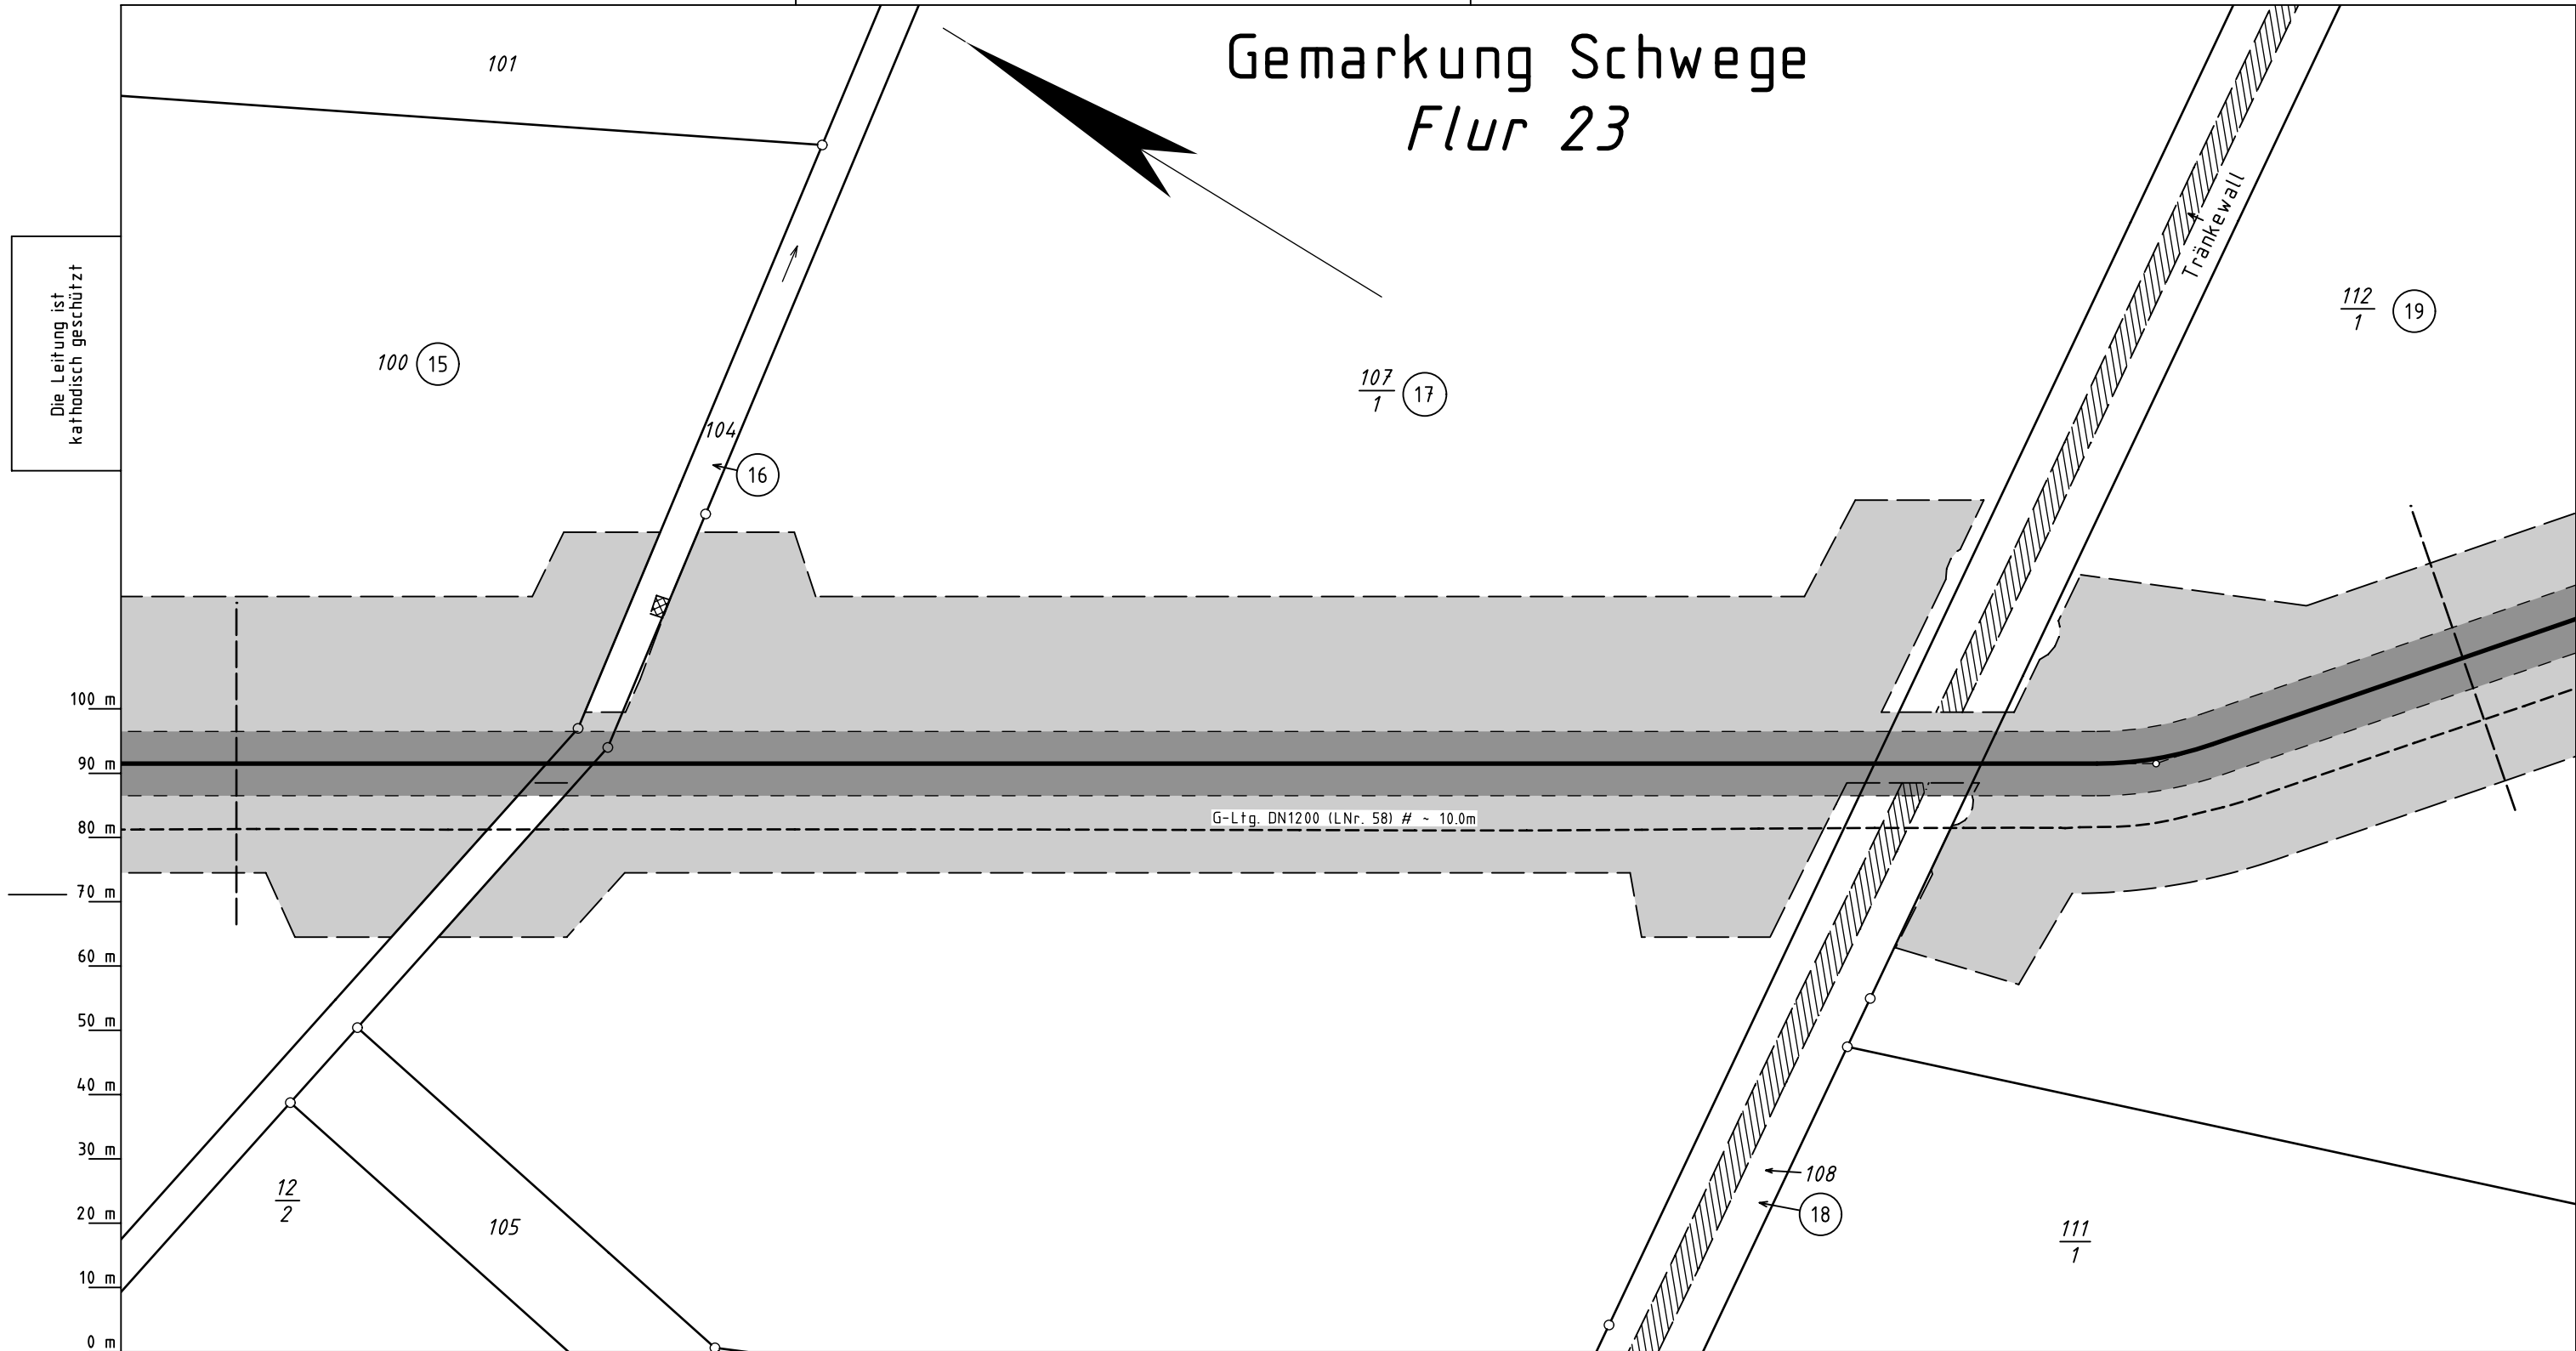 Gemarkung Schwege
Flur 23
101
Die Leitung ist
kathodisch geschützt
100 15
104
16
107
1
17
Tränkewall
112
1
19
G-Ltg. DN1200 (LNr. 58) # ~ 10.0m
100 m
90 m
80 m
70 m
60 m
50 m
40 m
30 m
20 m
10 m
0 m
12
2
105
108
18
111
1